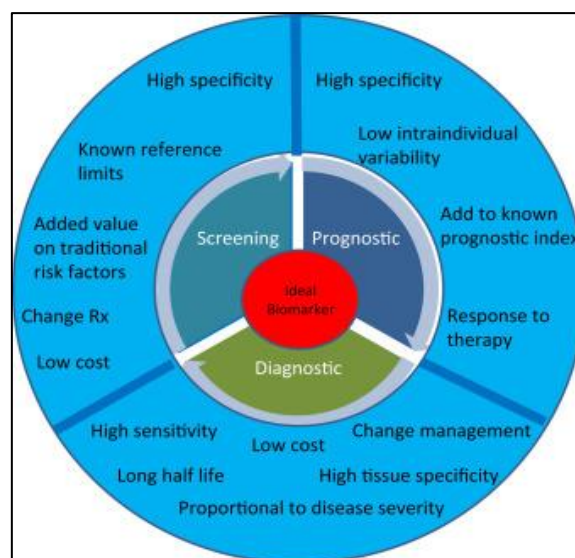 High specificity
High specificity
Known reference
limits
Low intraindividual
variability
Added value
on traditional
risk factors
Screening
Prognostic
Add to known
prognostic index
Ideal
Biomarker
Change Rx
Response to
therapy
Low cost
Diagnostic
High sensitivity
Low cost
Change management
Long half life
High tissue specificity
Proportional to disease severity